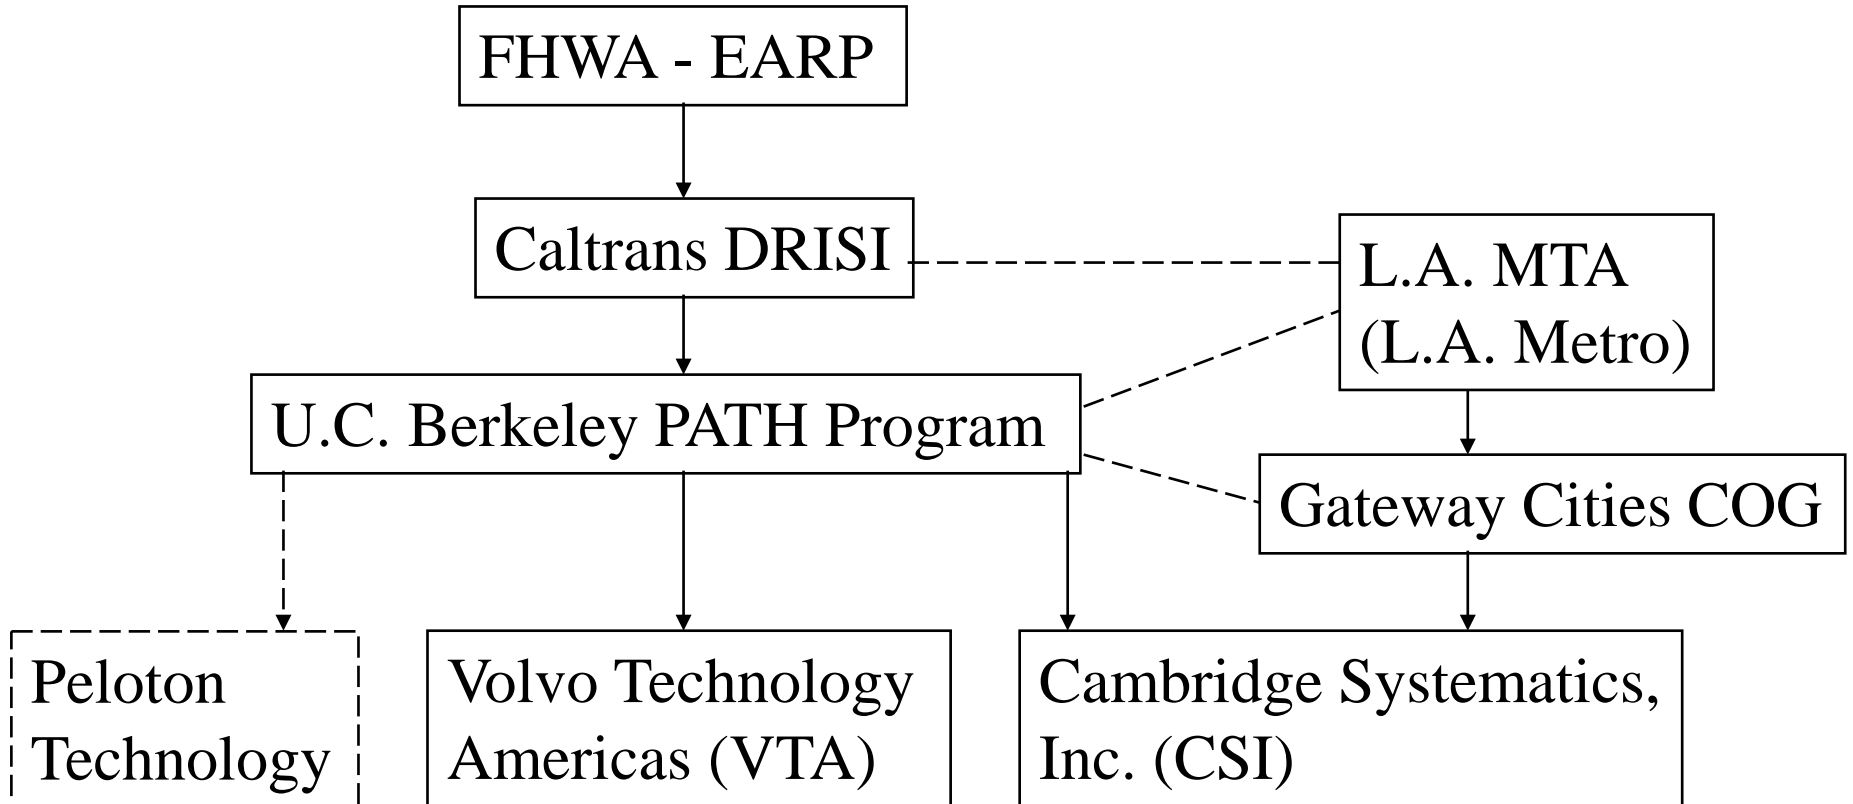 FHWA - EARP
Caltrans DRISI
L.A. MTA
(L.A. Metro)
U.C. Berkeley PATH Program
Gateway Cities COG
Peloton
Technology
Volvo Technology
Americas (VTA)
Cambridge Systematics,
Inc. (CSI)